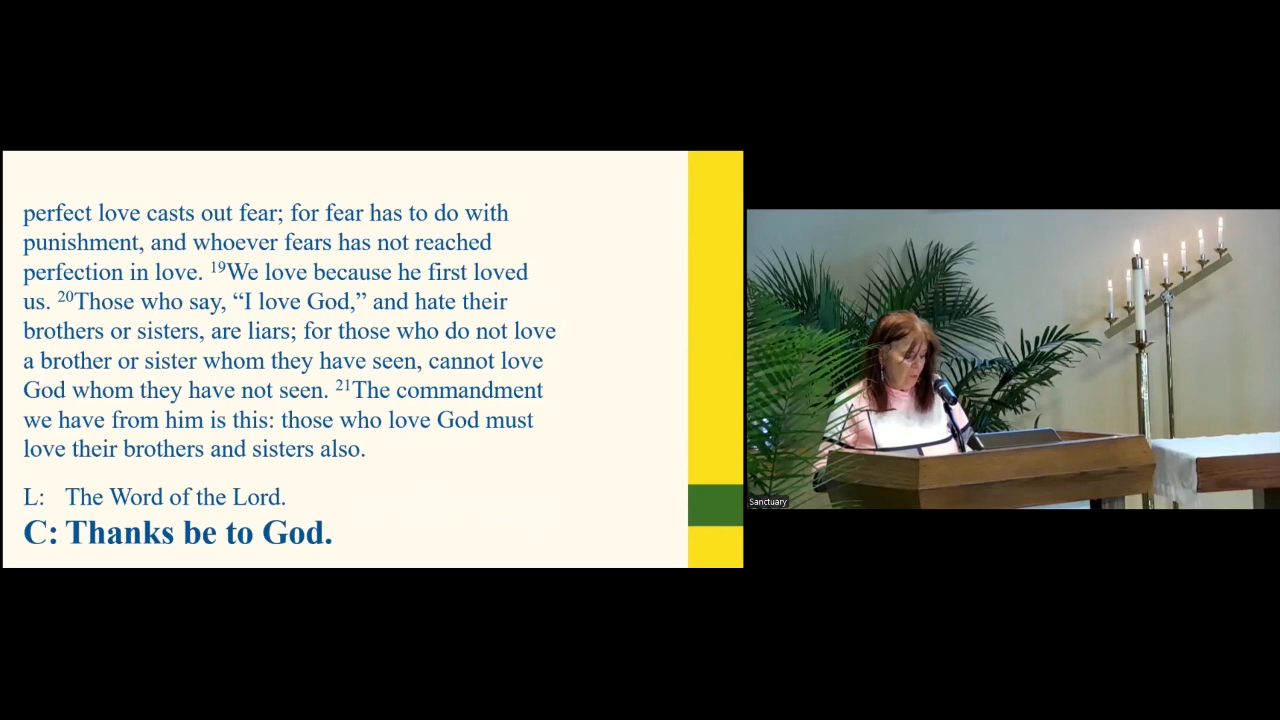 perfect love casts out fear; for fear has to do with
punishment, and whoever fears has not reached
perfection in love. ¹⁹We love because he first loved
us. ²⁰Those who say, “I love God,” and hate their
brothers or sisters, are liars; for those who do not love
a brother or sister whom they have seen, cannot love
God whom they have not seen. ²¹The commandment
we have from him is this: those who love God must
love their brothers and sisters also.
L: The Word of the Lord.
C: Thanks be to God.
Sanctuary